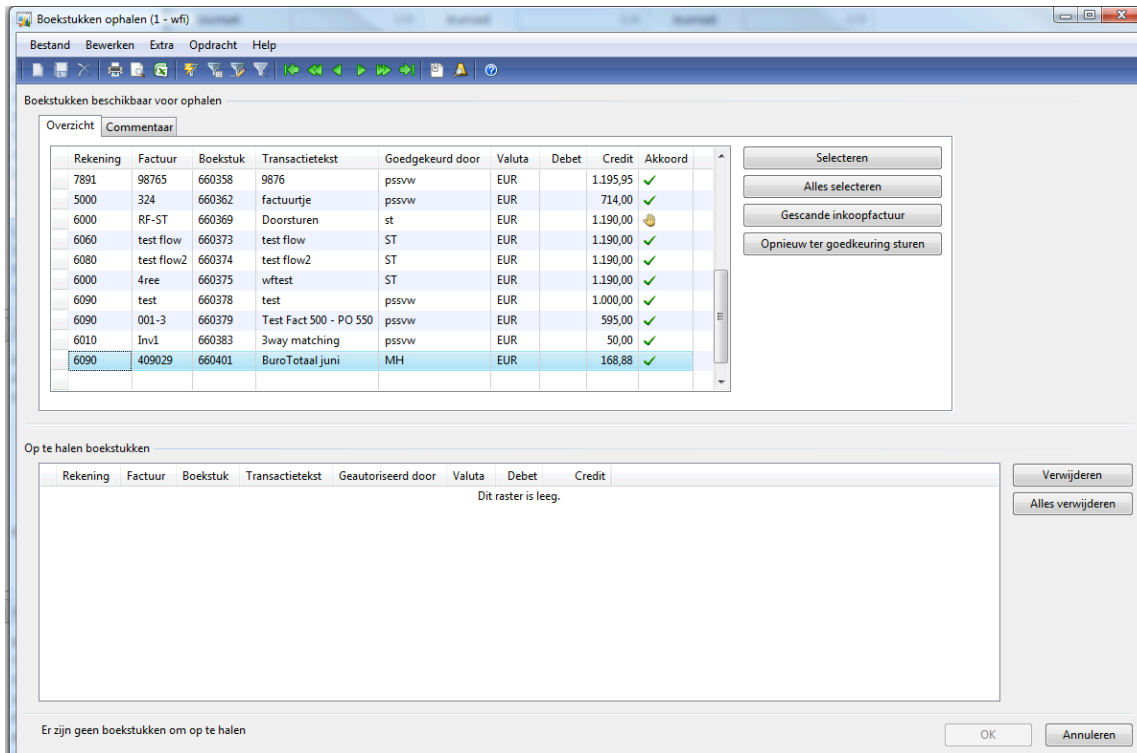 Boekstukken ophalen (1 - wfi)
Bestand Bewerken Extra Opdracht Help
Boekstukken beschikbaar voor ophalen
Overzicht Commentaar
Rekening Factuur Boekstuk Transactietekst Goedgekeurd door Valuta Debet Credit Akkoord
7891 98765 660358 9876 pssvw EUR 1.195,95
5000 324 660362 factuurtje pssvw EUR 714,00
6000 RF-ST 660369 Doorsturen st EUR 1.190,00
6060 test flow 660373 test flow ST EUR 1.190,00
6080 test flow2 660374 test flow2 ST EUR 1.190,00
6000 4ree 660375 wftest ST EUR 1.190,00
6090 test 660378 test pssvw EUR 1.000,00
6090 001-3 660379 Test Fact 500 - PO 550 pssvw EUR 595,00
6010 Inv1 660383 3way matching pssvw EUR 50,00
6090 409029 660401 BuroTotaal juni MH EUR 168,88
Selecteren
Alles selecteren
Gescande inkoopfactuur
Opnieuw ter goedkeuring sturen
Op te halen boekstukken
Rekening Factuur Boekstuk Transactietekst Geautoriseerd door Valuta Debet Credit
Dit raster is leeg.
Verwijderen
Alles verwijderen
Er zijn geen boekstukken om op te halen
OK Annuleren